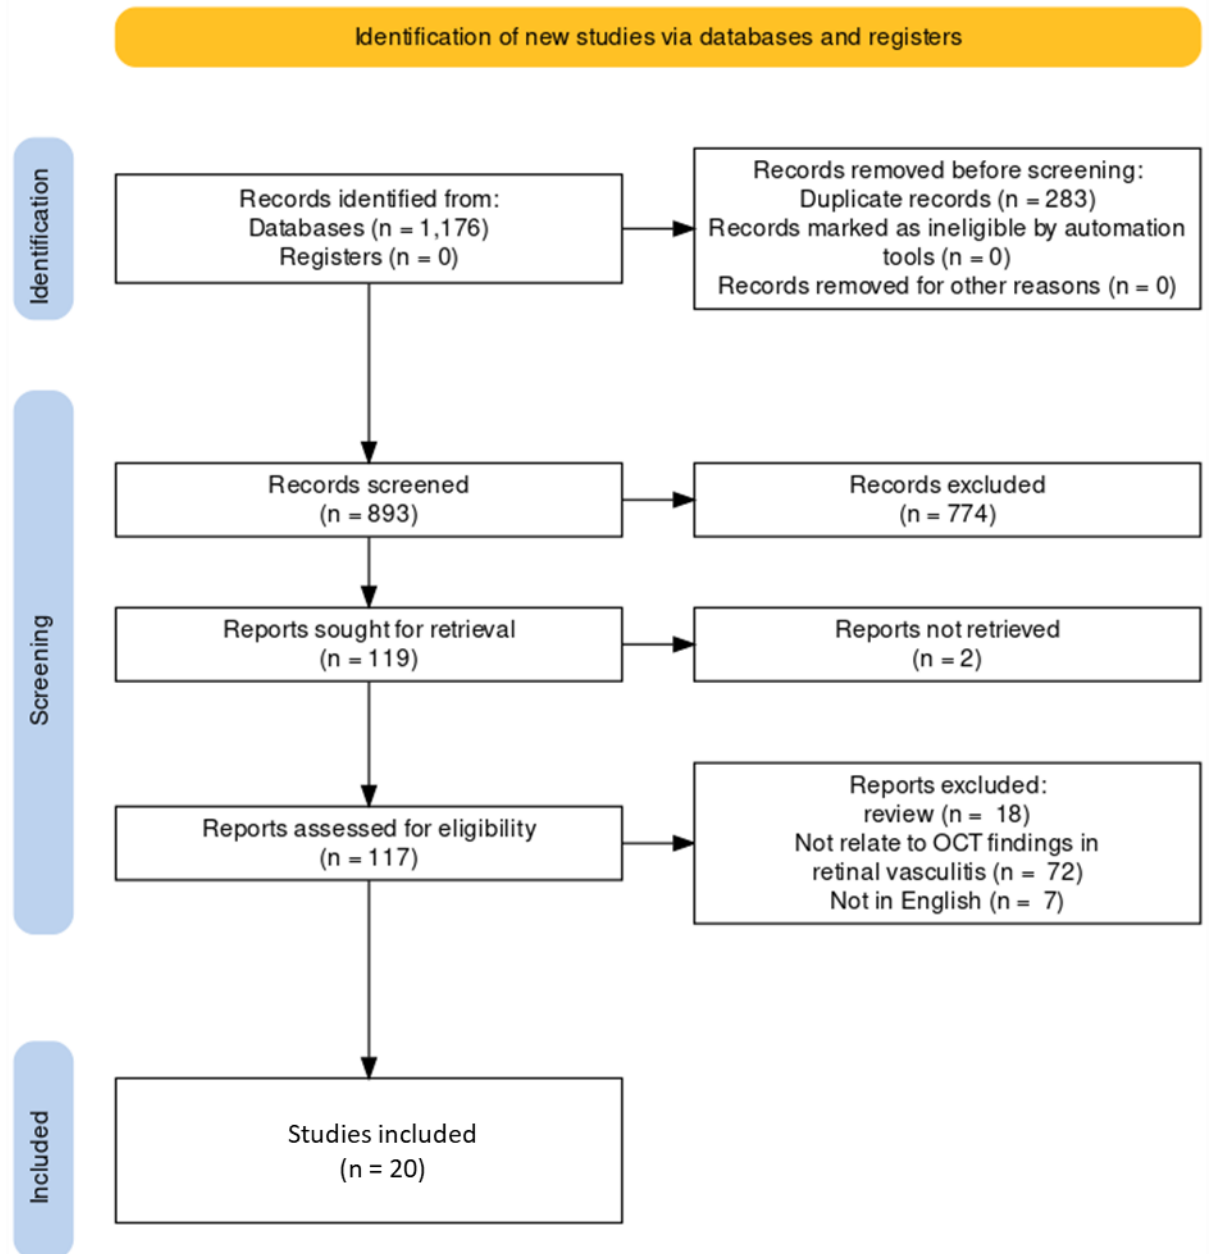 Identification of new studies via databases and registers
Identification
Records identified from:
Databases (n = 1,176)
Registers (n = 0)
Records removed before screening:
Duplicate records (n = 283)
Records marked as ineligible by automation
tools (n = 0)
Records removed for other reasons (n = 0)
Screening
Records screened
(n = 893)
Records excluded
(n = 774)
Reports sought for retrieval
(n = 119)
Reports not retrieved
(n = 2)
Reports assessed for eligibility
(n = 117)
Reports excluded:
review (n = 18)
Not relate to OCT findings in
retinal vasculitis (n = 72)
Not in English (n = 7)
Included
Studies included
(n = 20)